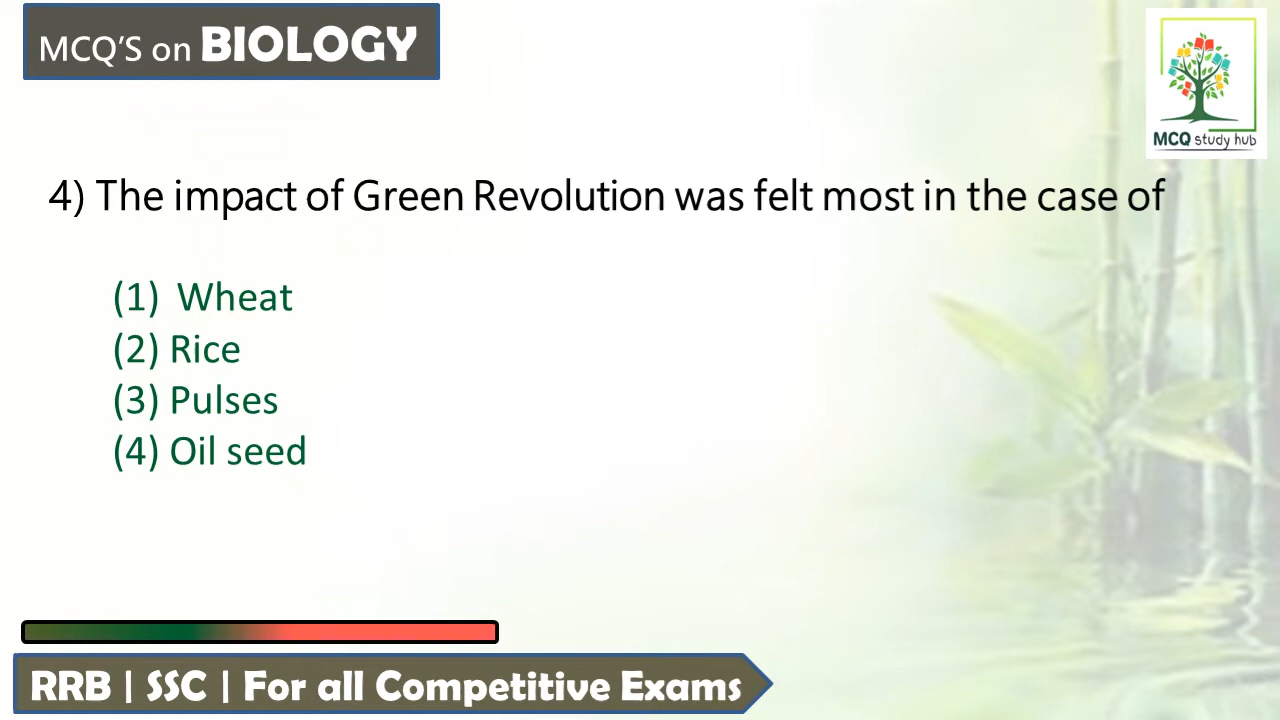 MCQ'S on BIOLOGY
MCQ study hub
4) The impact of Green Revolution was felt most in the case of
(1) Wheat
(2) Rice
(3) Pulses
(4) Oil seed
RRB | SSC | For all Competitive Exams